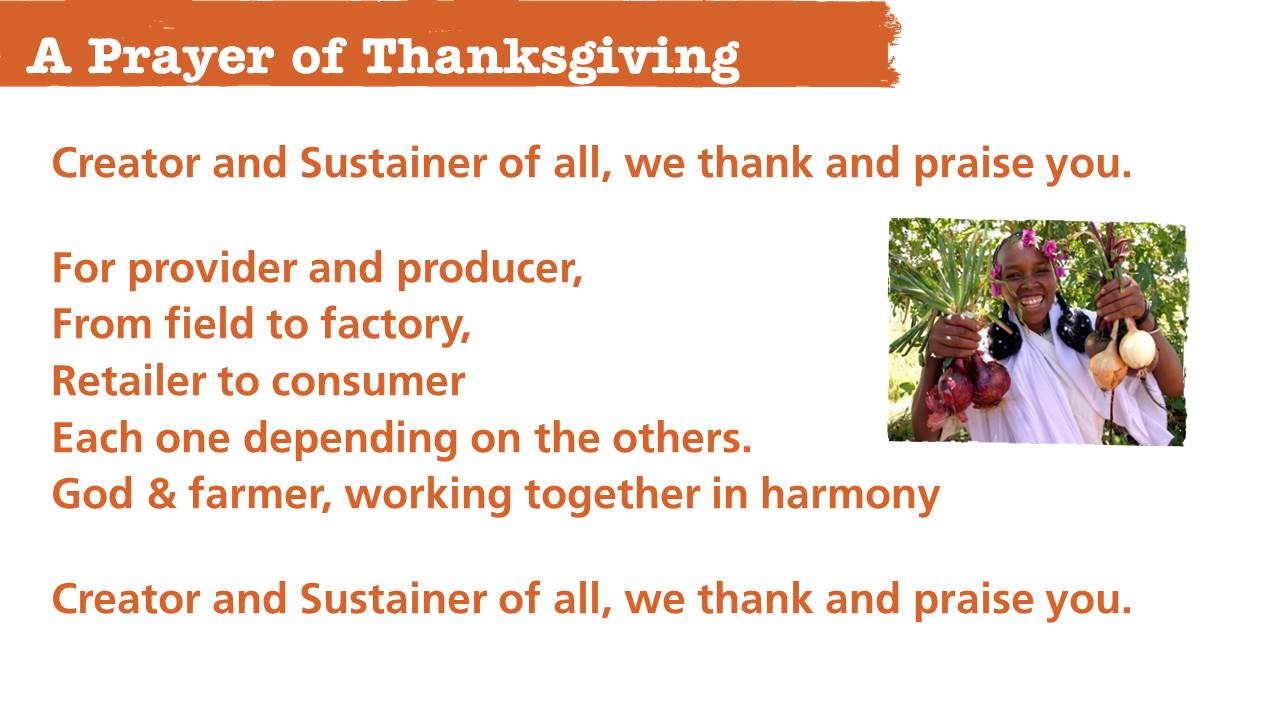 A Prayer of Thanksgiving
Creator and Sustainer of all, we thank and praise you.
For provider and producer,
From field to factory,
Retailer to consumer
Each one depending on the others.
God & farmer, working together in harmony
Creator and Sustainer of all, we thank and praise you.